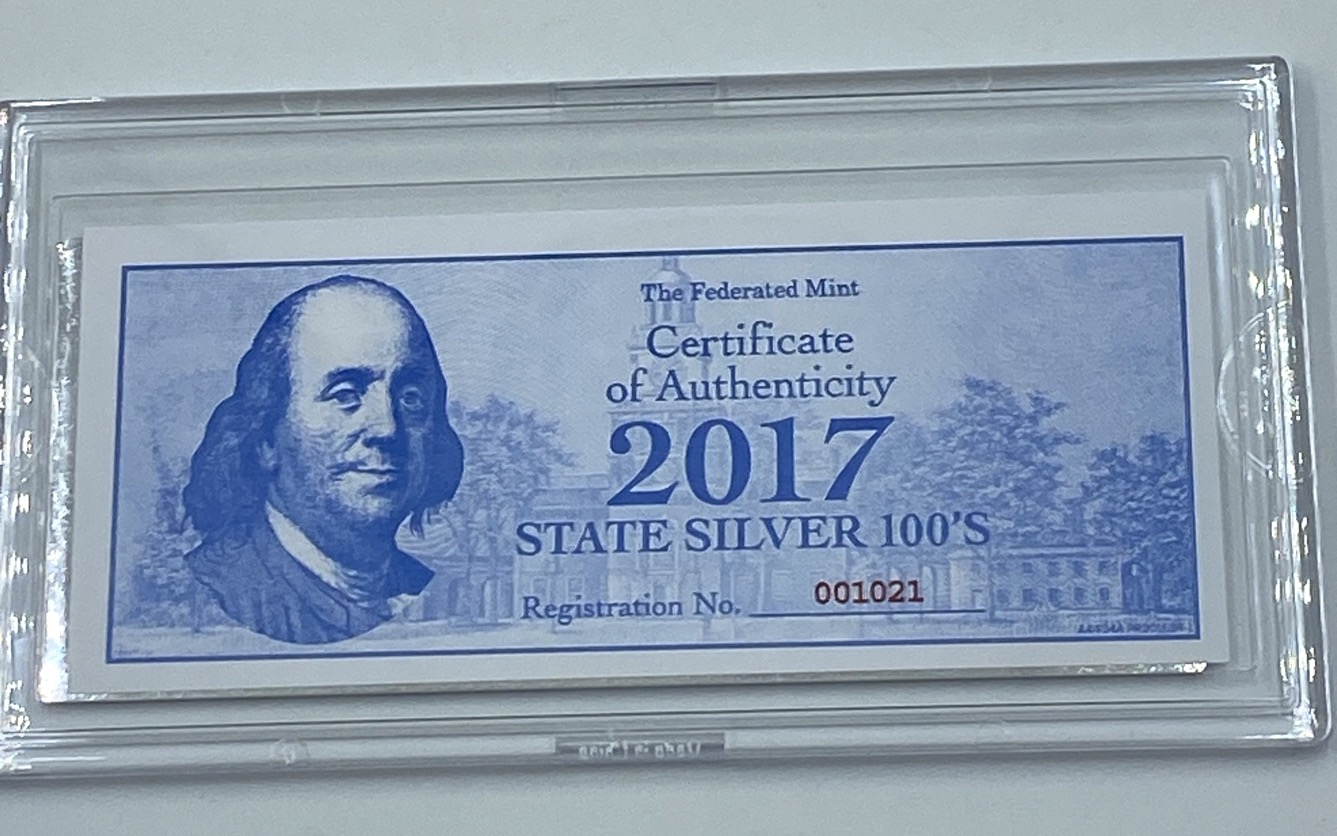 The Federated Mint
Certificate
of Authenticity
2017
STATE SILVER 100'S
Registration No. 001021